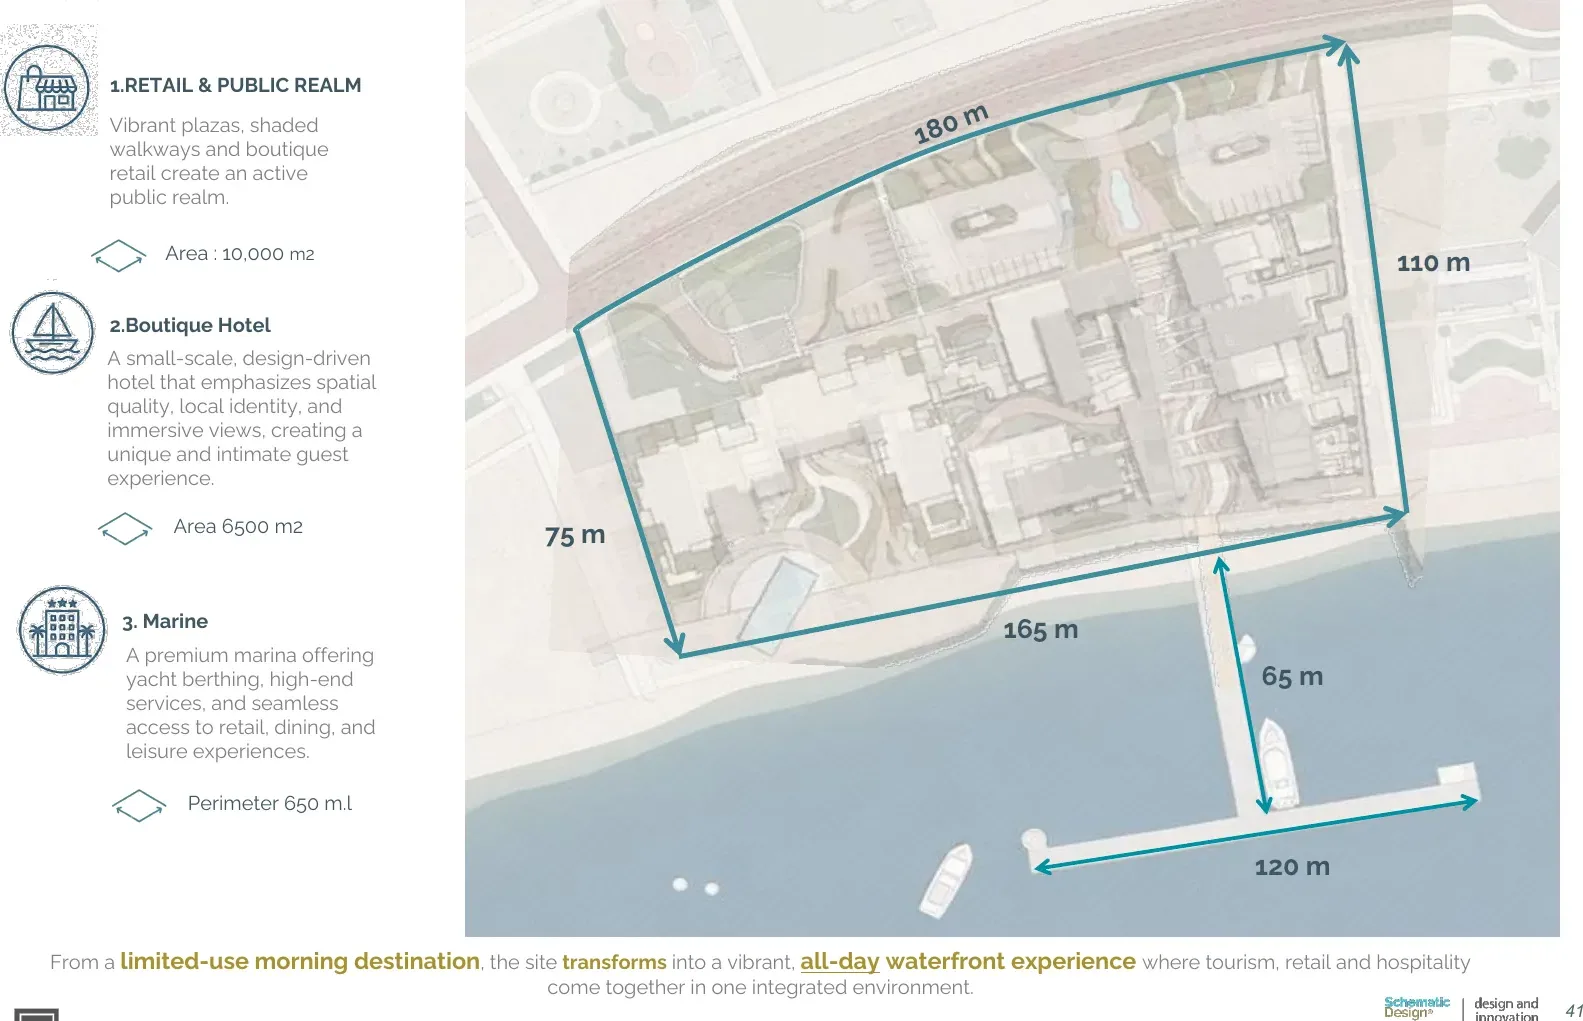 1.RETAIL & PUBLIC REALM
Vibrant plazas, shaded
walkways and boutique
retail create an active
public realm.
Area : 10,000 m2
2.Boutique Hotel
A small-scale, design-driven
hotel that emphasizes spatial
quality, local identity, and
immersive views, creating a
unique and intimate guest
experience.
Area 6500 m2
3. Marine
A premium marina offering
yacht berthing, high-end
services, and seamless
access to retail, dining, and
leisure experiences.
Perimeter 650 m.l
180 m
110 m
75 m
165 m
65 m
120 m
From a limited-use morning destination, the site transforms into a vibrant, all-day waterfront experience where tourism, retail and hospitality
come together in one integrated environment.
Schematic
Design®
design and
innovation
41